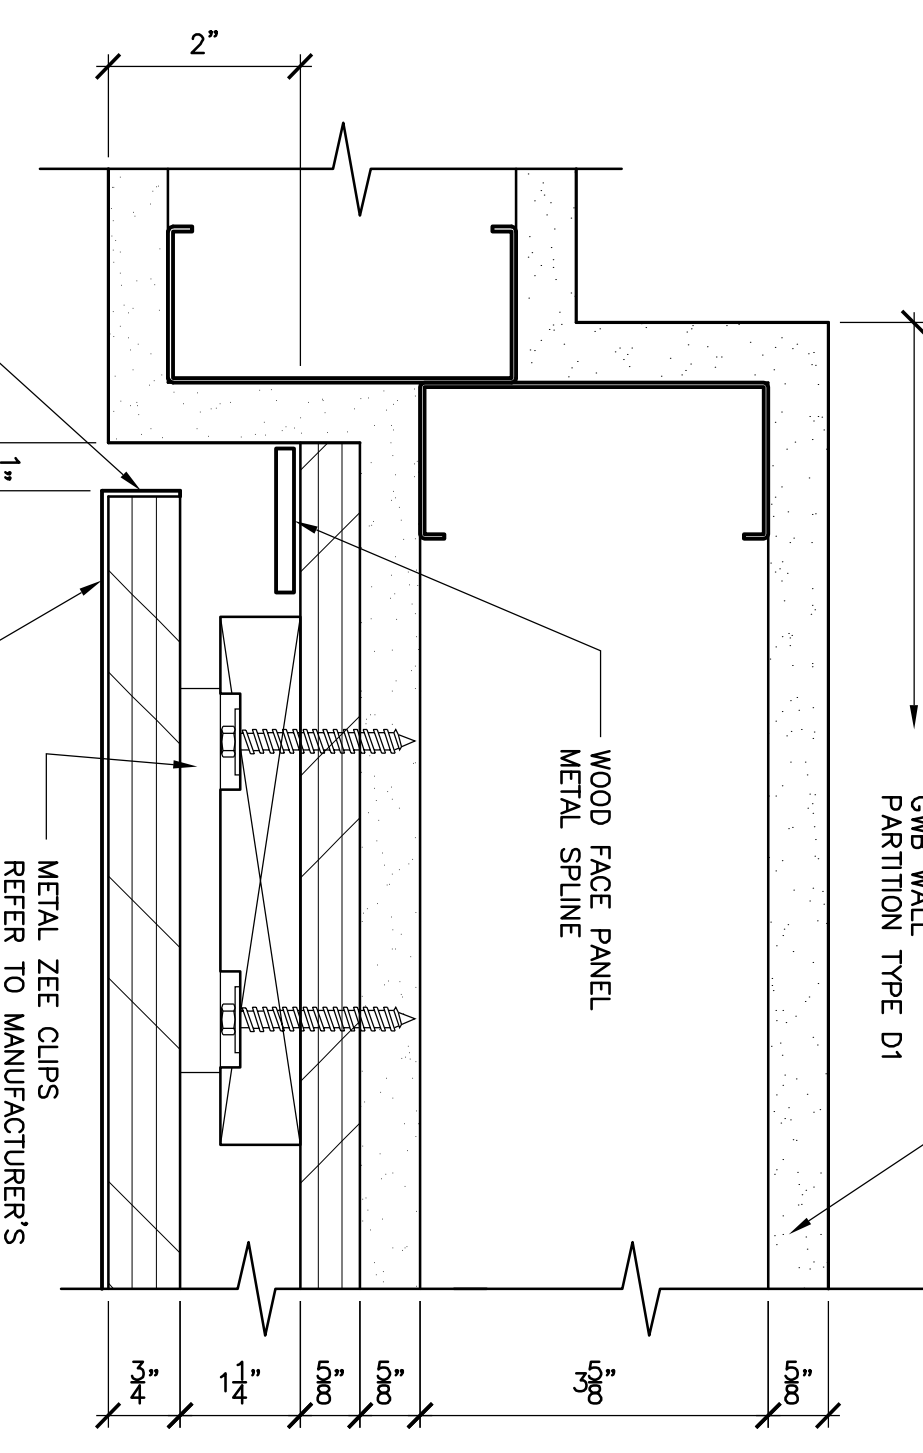 2”
1”
WOOD FACE PANEL
METAL SPLINE
GWB WALL
PARTITION TYPE D1
METAL ZEE CLIPS
REFER TO MANUFACTURER'S
3/4”
1 1/4”
5/8”
5/8”
3 5/8”
5/8”